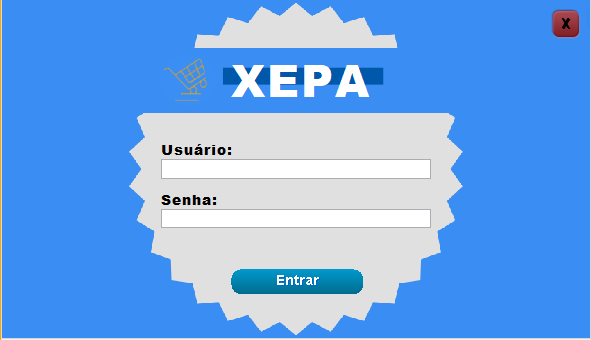 X
XEPA
Usuário:
Senha:
Entrar